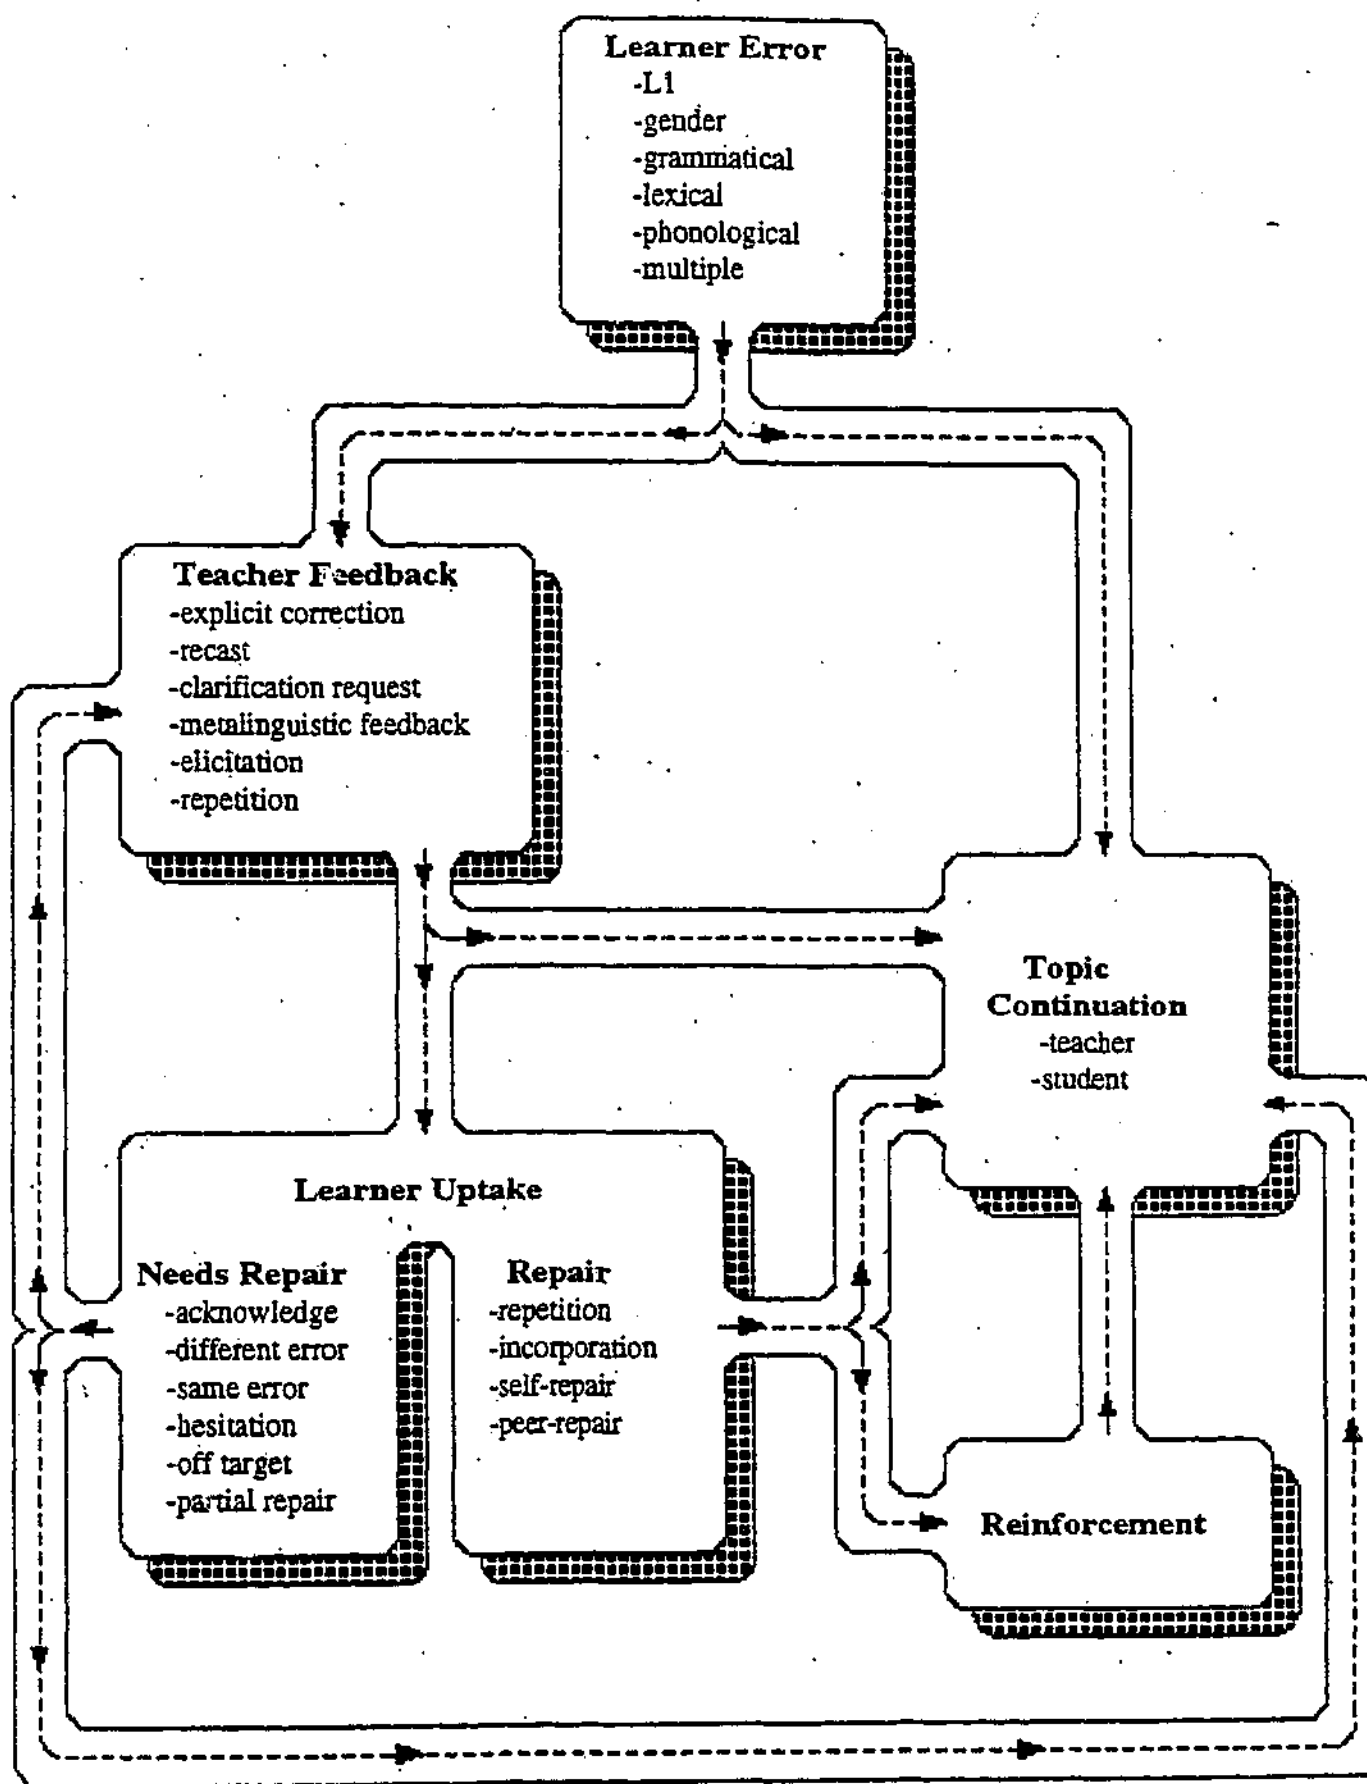 Learner Error
-L1
-gender
-grammatical
-lexical
-phonological
-multiple
Teacher Feedback
-explicit correction
-recast
-clarification request
-metalinguistic feedback
-elicitation
-repetition
Topic
Continuation
-teacher
-student
Learner Uptake
Needs Repair
-acknowledge
-different error
-same error
-hesitation
-off target
-partial repair
Repair
-repetition
-incorporation
-self-repair
-peer-repair
Reinforcement